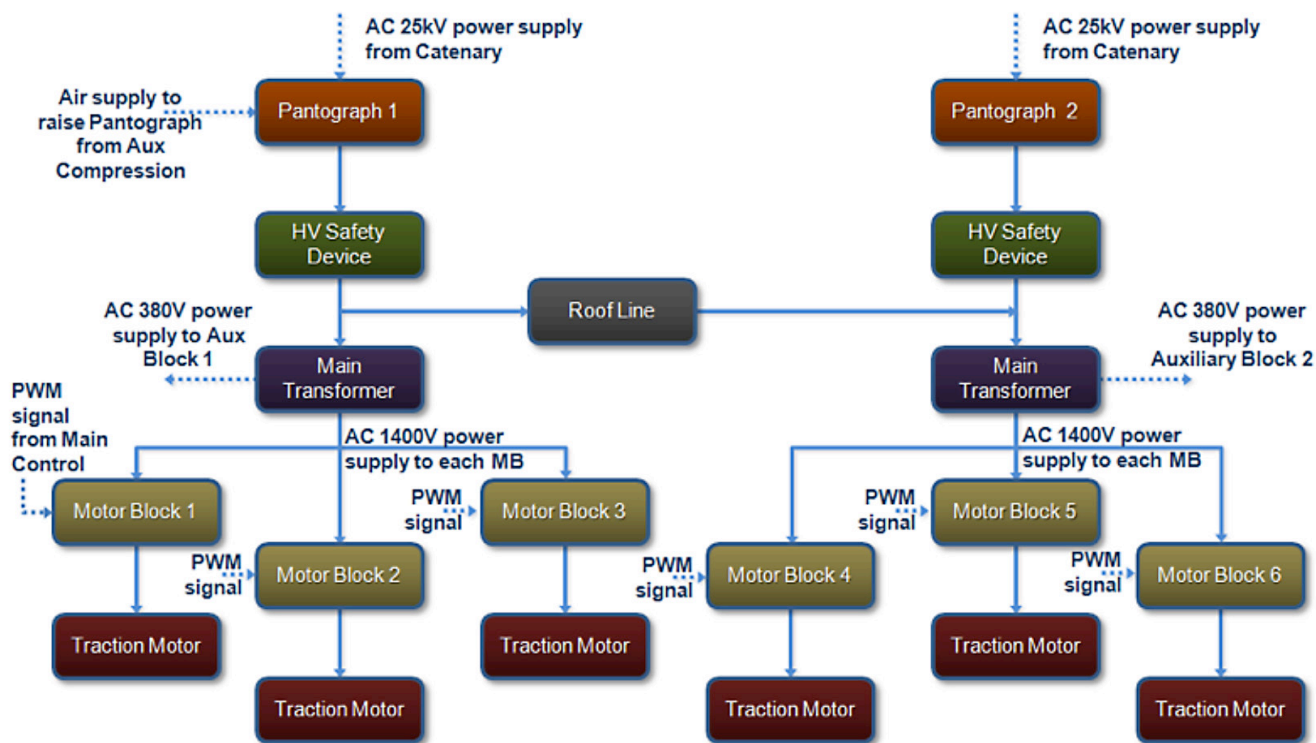 AC 25kV power supply
from Catenary
AC 25kV power supply
from Catenary
Air supply to
raise Pantograph
from Aux
Compression
Pantograph 1
Pantograph 2
HV Safety
Device
HV Safety
Device
AC 380V power
supply to Aux
Block 1
Roof Line
AC 380V power
supply to
Auxiliary Block 2
Main
Transformer
Main
Transformer
PWM
signal
from Main
Control
AC 1400V power
supply to each MB
AC 1400V power
supply to each MB
Motor Block 1
PWM
signal
Motor Block 3
PWM
signal
Motor Block 5
PWM
signal
Motor Block 2
PWM
signal
Motor Block 4
PWM
signal
Motor Block 6
Traction Motor
Traction Motor
Traction Motor
Traction Motor
Traction Motor
Traction Motor